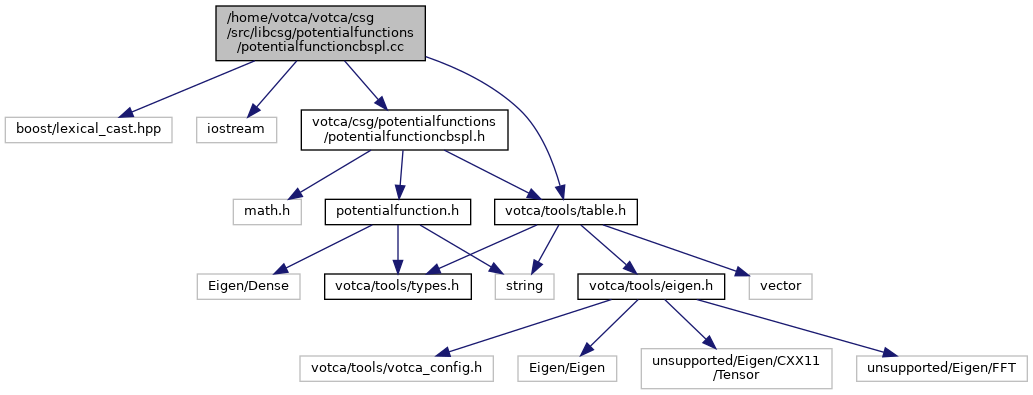 /home/votca/votca/csg
/src/libcsg/potentialfunctions
/potentialfunctioncbspl.cc
boost/lexical_cast.hpp
iostream
votca/csg/potentialfunctions
/potentialfunctioncbspl.h
math.h
potentialfunction.h
votca/tools/table.h
Eigen/Dense
votca/tools/types.h
string
votca/tools/eigen.h
vector
votca/tools/votca_config.h
Eigen/Eigen
unsupported/Eigen/CXX11
/Tensor
unsupported/Eigen/FFT